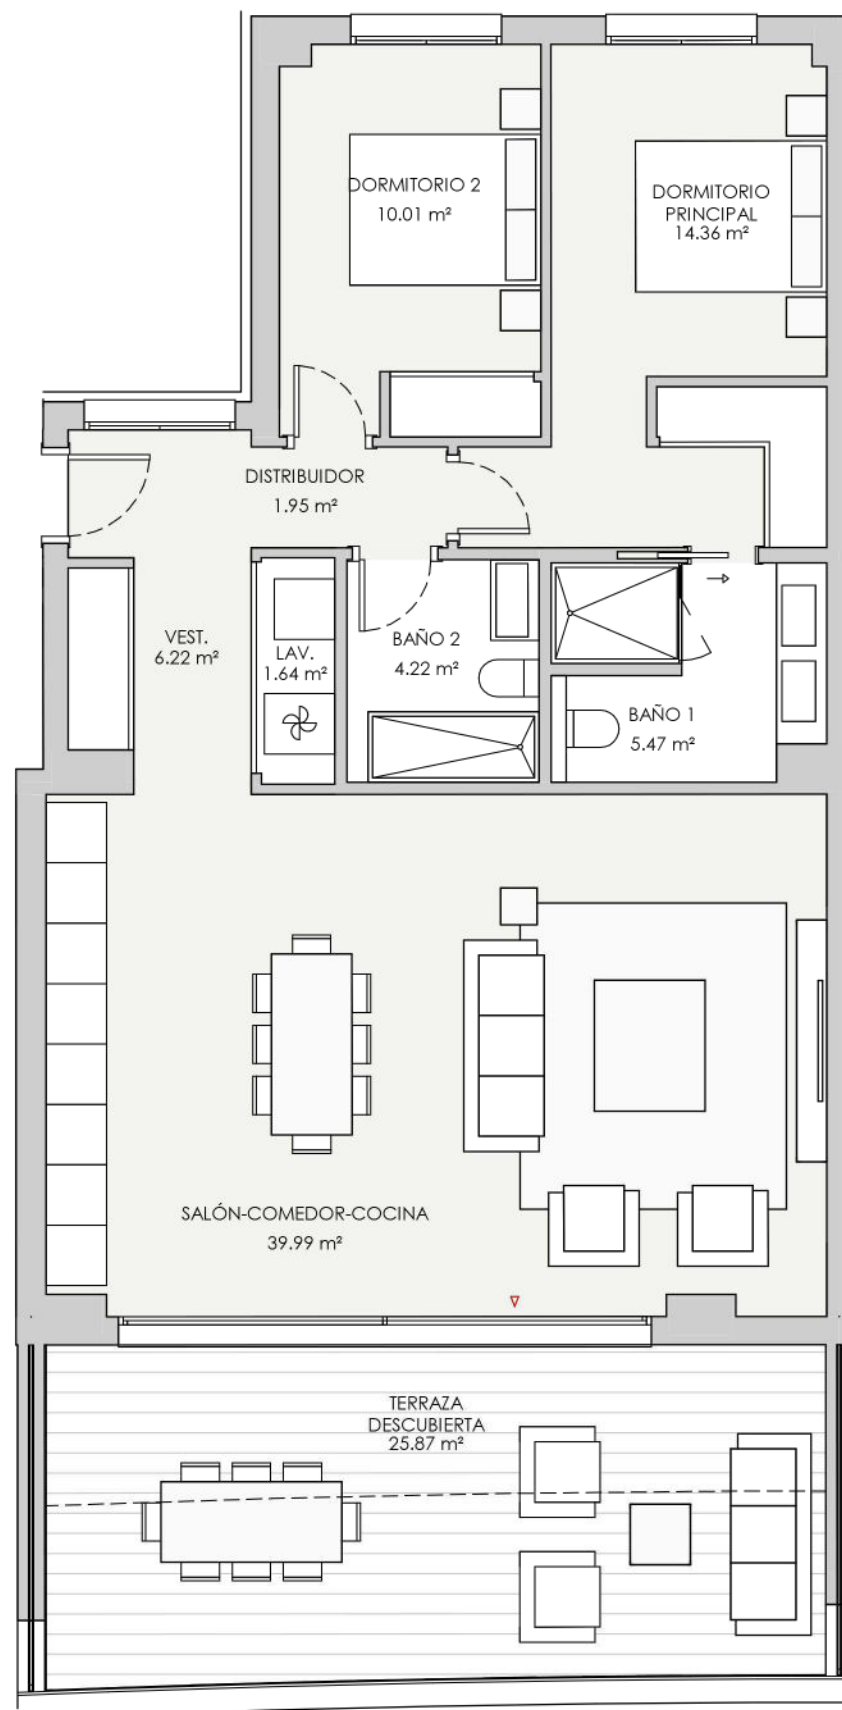 DORMITORIO 2
10.01 m²
DORMITORIO
PRINCIPAL
14.36 m²
DISTRIBUIDOR
1.95 m²
VEST.
6.22 m²
LAV.
1.64 m²
BAÑO 2
4.22 m²
BAÑO 1
5.47 m²
SALÓN-COMEDOR-COCINA
39.99 m²
TERRAZA
DESCUBIERTA
25.87 m²